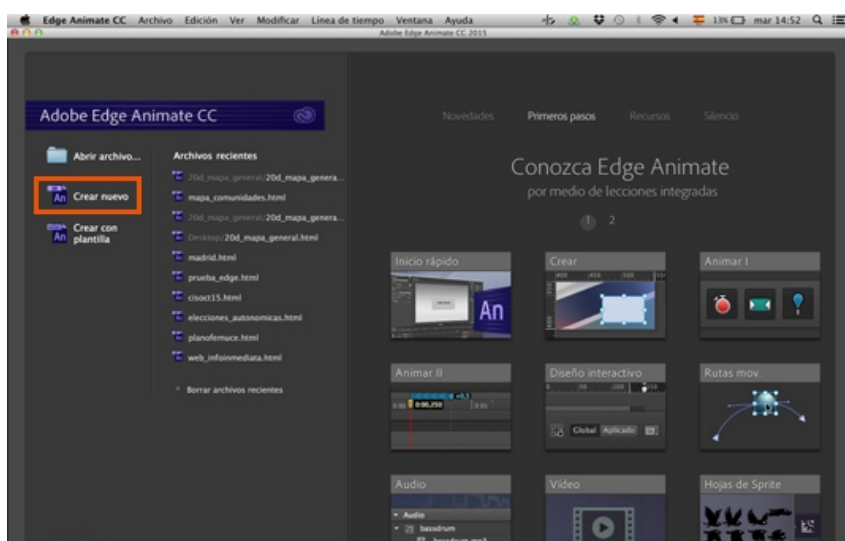 Edge Animate CC Archivo Edición Ver Modificar Línea de tiempo Ventana Ayuda 13% mar 14:52
Adobe Edge Animate CC 2015
Adobe Edge Animate CC
Novedades Primeros pasos Recursos Silencio
Abrir archivo...
Crear nuevo
Crear con
plantilla
Archivos recientes
20d_mapa_general/20d_mapa_genera...
mapa_comunidades.html
20d_mapa_general/20d_mapa_genera...
Desktop/20d_mapa_general.html
madrid.html
prueba_edge.html
cisoct15.html
elecciones_autonomicas.html
planofemuce.html
web_infoinmediata.html
Borrar archivos recientes
Conozca Edge Animate
por medio de lecciones integradas
1 2
Inicio rápido
An
Crear
Animar I
Animar II
0:00,250
Diseño interactivo
Global Aplicado
Rutas mov.
Audio
Audio
bassdrum
Vídeo
Hojas de Sprite